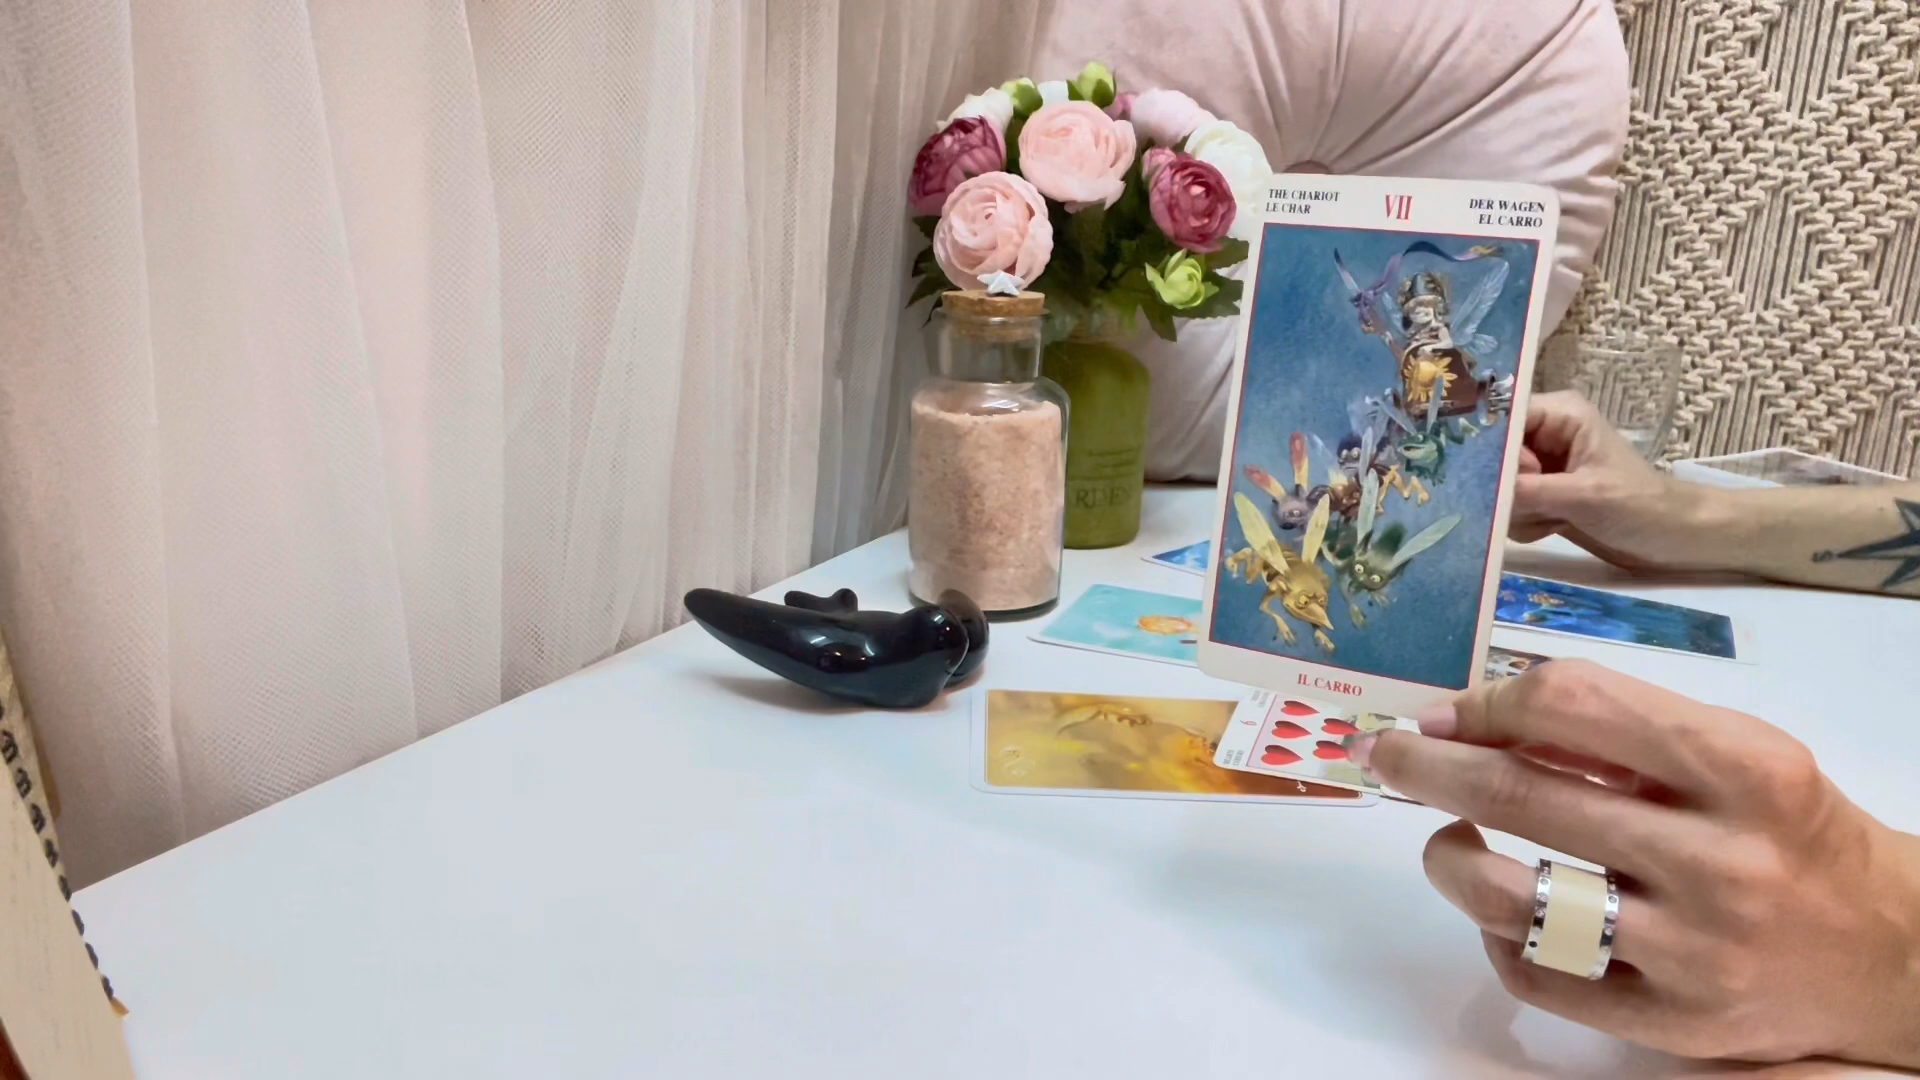 THE CHARIOT
LE CHAR
VII
DER WAGEN
EL CARRO
IL CARRO